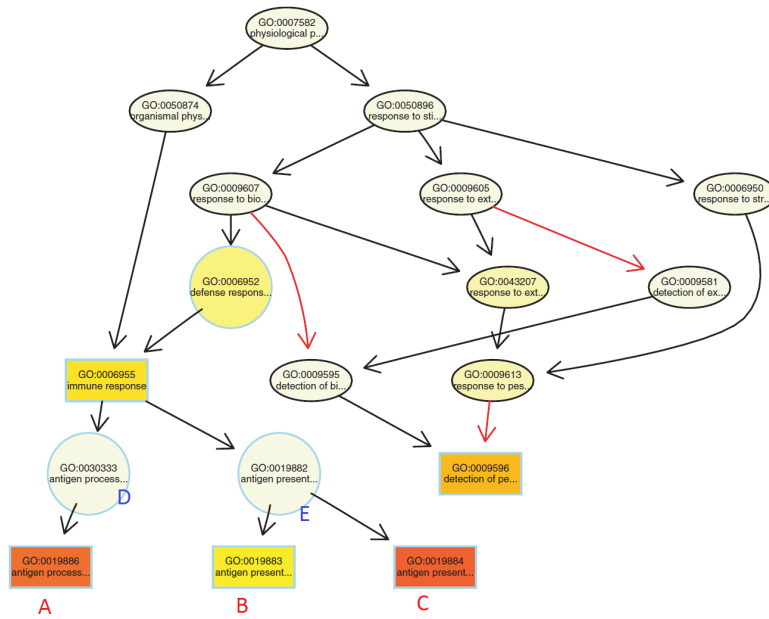 GO:0007582
physiological p...
GO:0050874
organismal phys...
GO:0050896
response to sti...
GO:0009607
response to bio...
GO:0009605
response to ext...
GO:0006950
response to str...
GO:0006952
defense respons...
GO:0043207
response to ext...
GO:0009581
detection of ex...
GO:0006955
immune response
GO:0009595
detection of bi...
GO:0009613
response to pes...
GO:0030333
antigen process...
D
GO:0019882
antigen present...
E
GO:0009596
detection of pe...
GO:0019886
antigen process...
GO:0019883
antigen present...
GO:0019884
antigen present...
A
B
C